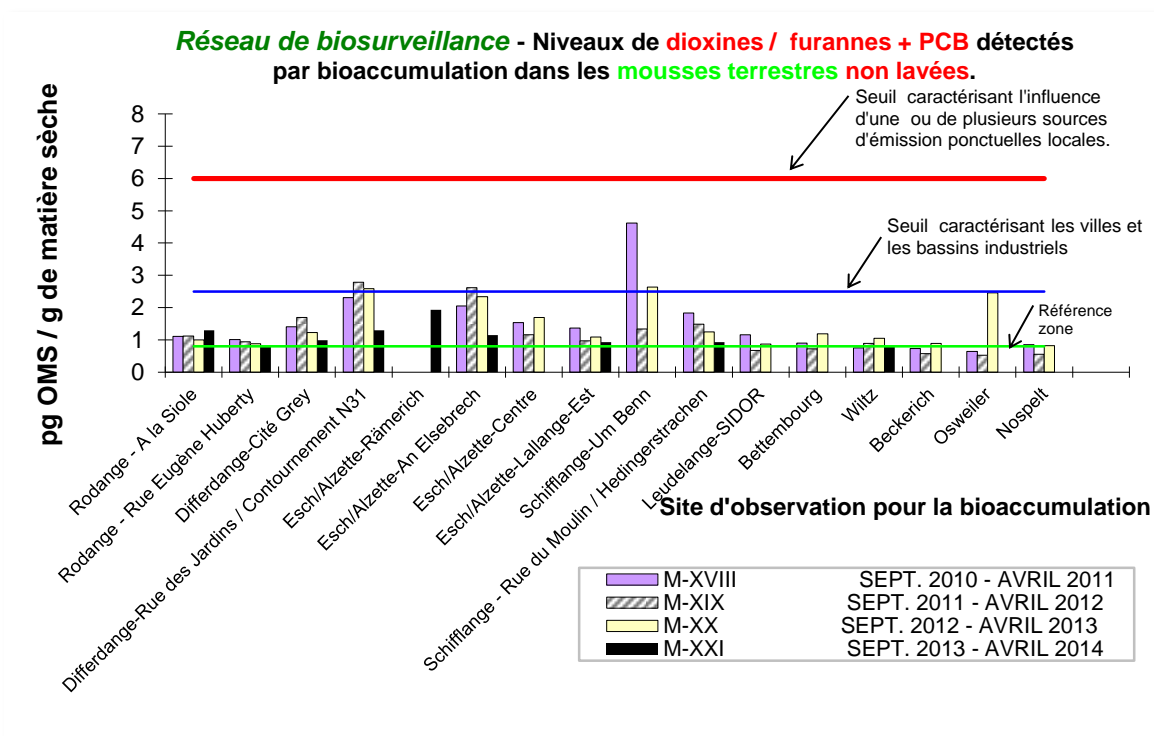 Réseau de biosurveillance - Niveaux de dioxines / furannes + PCB détectés
par bioaccumulation dans les mousses terrestres non lavées.
Seuil caractérisant l'influence
d'une ou de plusieurs sources
d'émission ponctuelles locales.
Seuil caractérisant les villes et
les bassins industriels
Référence
zone
pg OMS / g de matière sèche
8
7
6
5
4
3
2
1
0
Rodange - A la Siole
Rodange - Rue Eugène Huberty
Differdange-Cité Grey
Differdange-Rue des Jardins / Contournement N31
Esch/Alzette-Rämerich
Esch/Alzette-An Elsebrech
Esch/Alzette-Centre
Esch/Alzette-Lallange-Est
Schifflange-Um Benn
Schifflange - Rue du Moulin / Hedingerstrachen
Leudelange-SIDOR
Bettembourg
Wiltz
Beckerich
Osweiler
Nospelt
Site d'observation pour la bioaccumulation
M-XVIII SEPT. 2010 - AVRIL 2011
M-XIX SEPT. 2011 - AVRIL 2012
M-XX SEPT. 2012 - AVRIL 2013
M-XXI SEPT. 2013 - AVRIL 2014